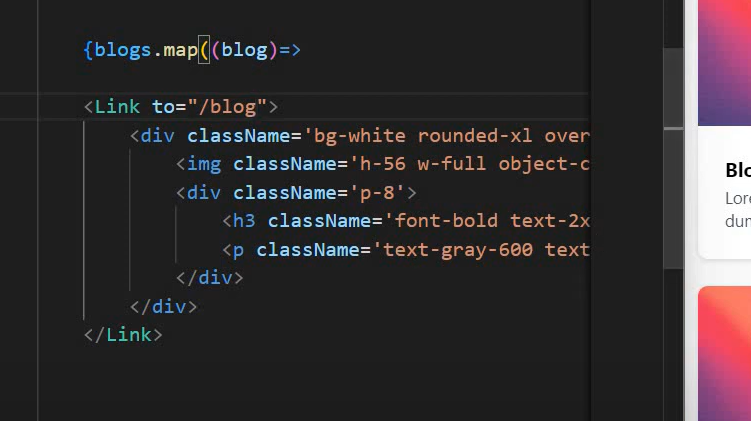 {blogs.map((blog)=>
<Link to="/blog">
<div className='bg-white rounded-xl over
<img className='h-56 w-full object-c
<div className='p-8'>
<h3 className='font-bold text-2x
<p className='text-gray-600 text
</div>
</div>
</Link>
Blo
Lore
dum